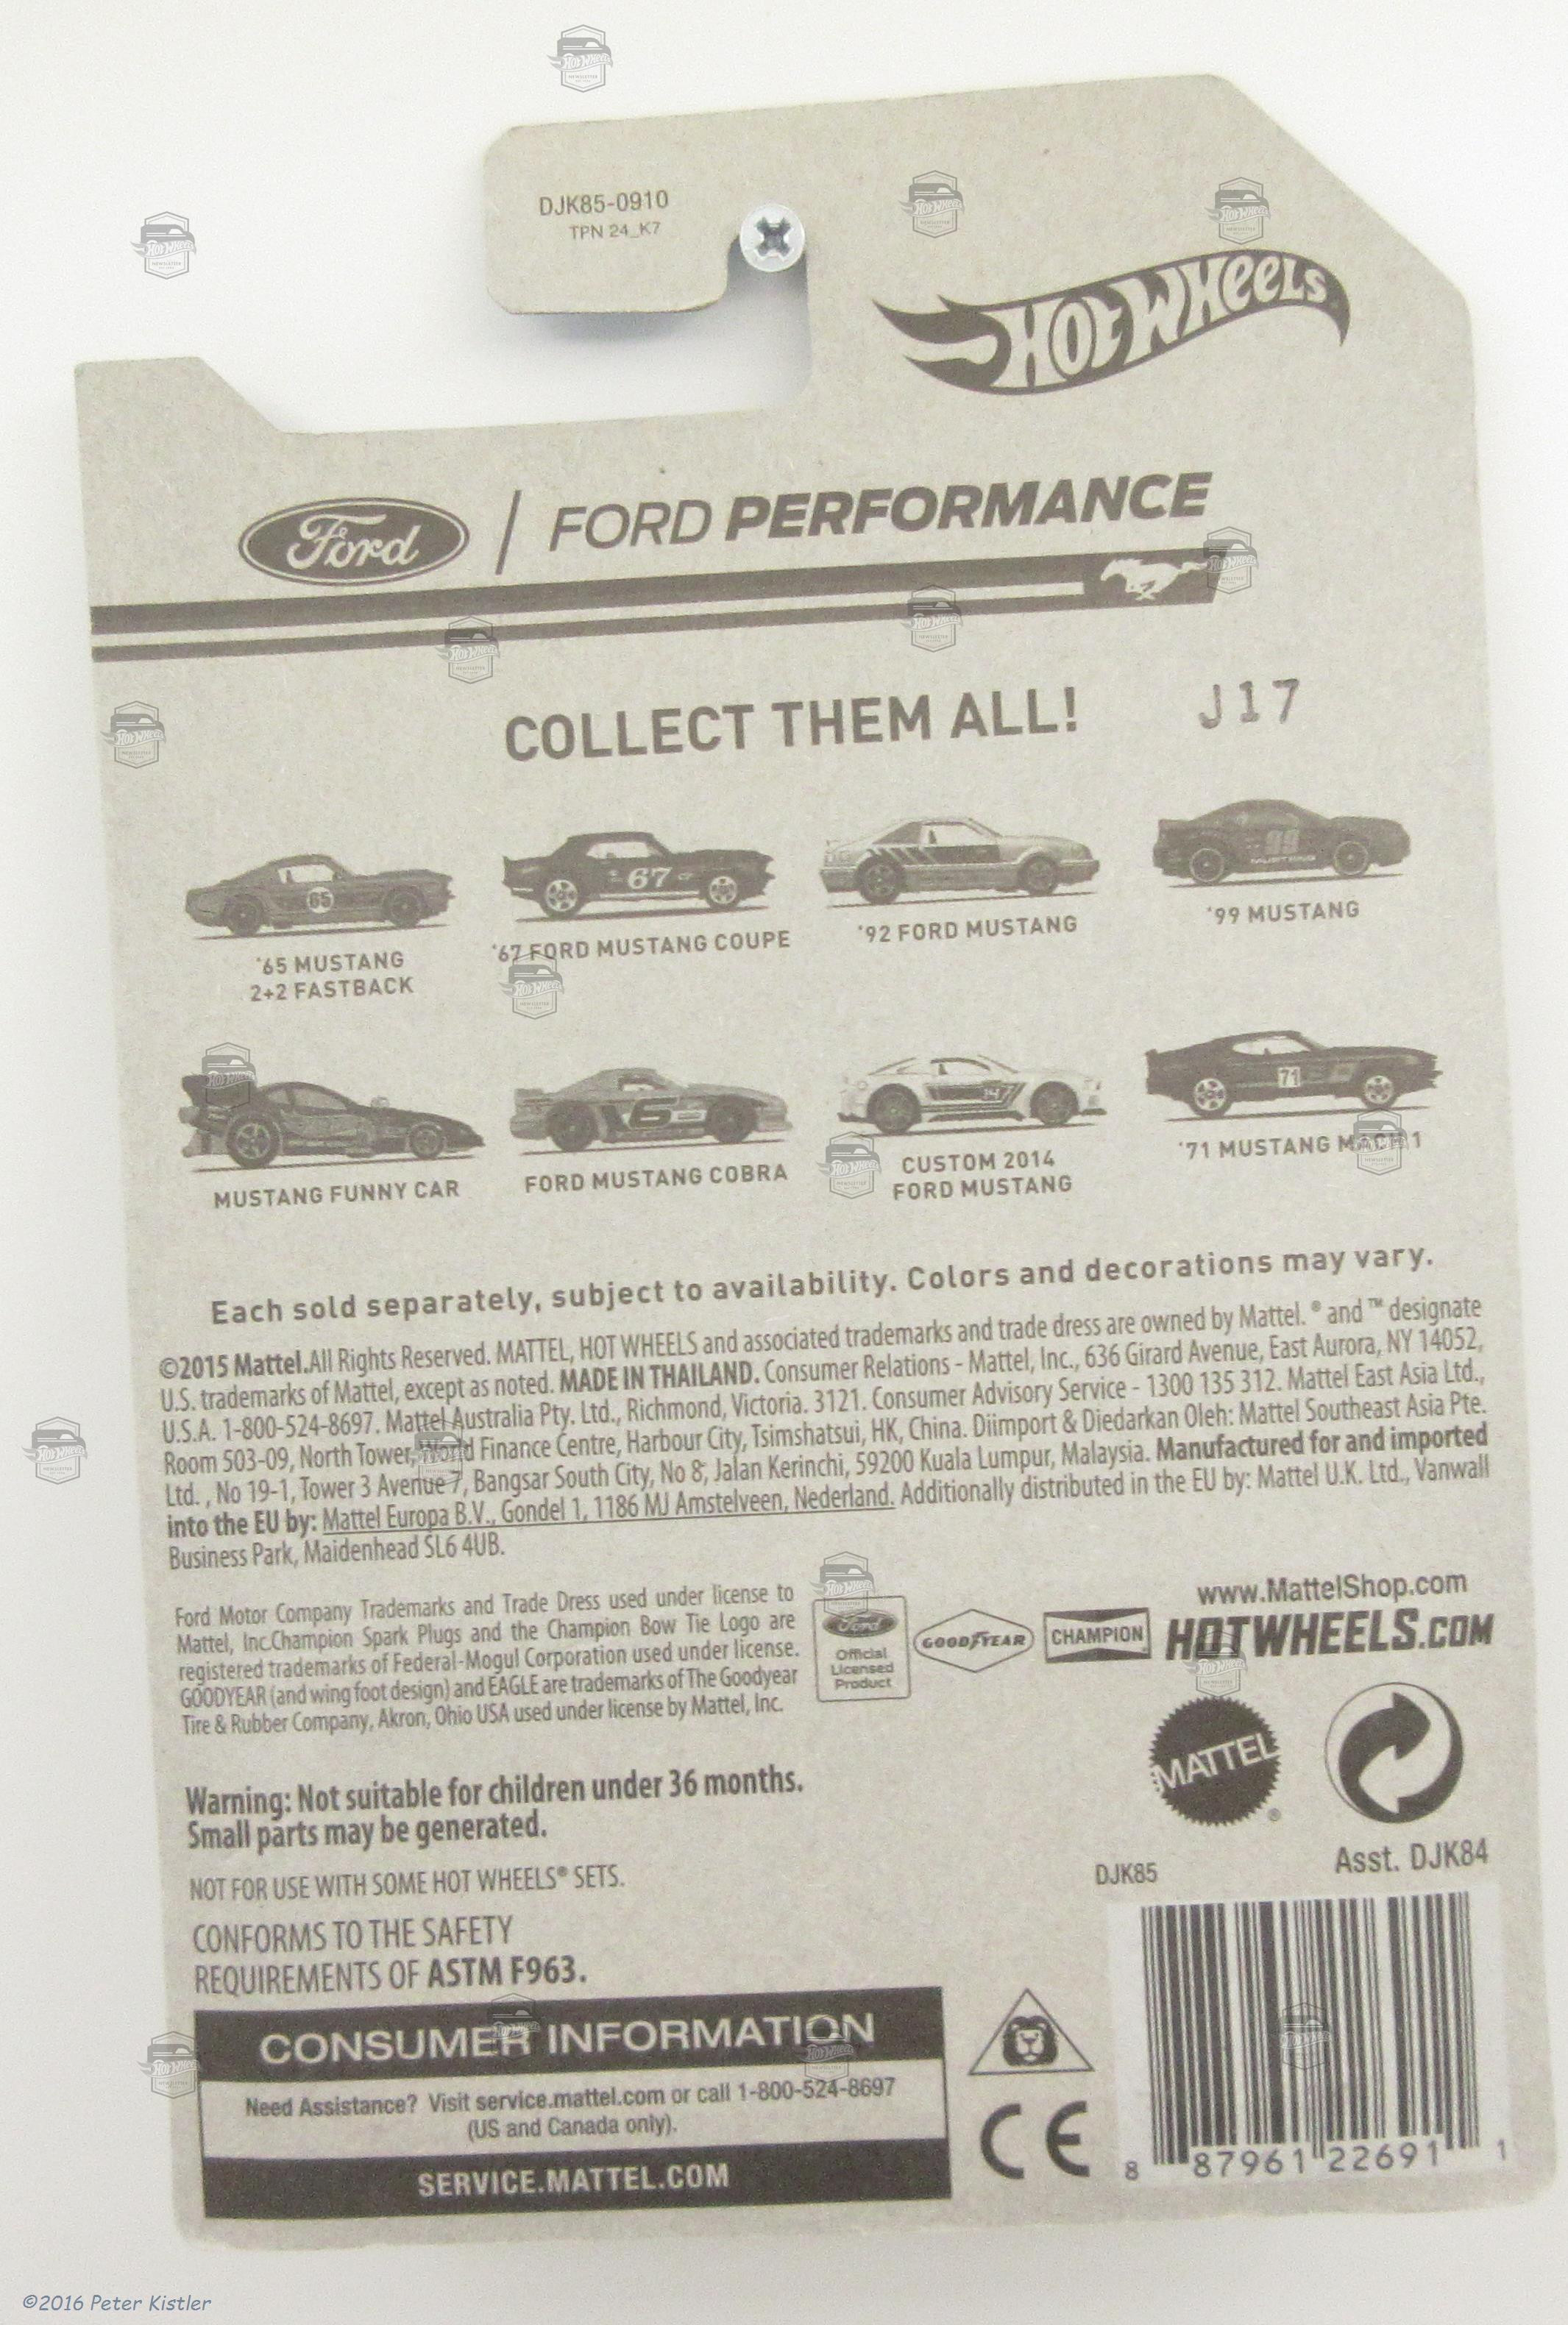 DJK85-0910
TPN 24_K7
HOT WHEELS
Ford | FORD PERFORMANCE
COLLECT THEM ALL! J17
65
67
99
MUSTANG
'65 MUSTANG
2+2 FASTBACK
'67 FORD MUSTANG COUPE
'92 FORD MUSTANG
'99 MUSTANG
6
71
MUSTANG FUNNY CAR
FORD MUSTANG COBRA
CUSTOM 2014
FORD MUSTANG
'71 MUSTANG MACH 1
Each sold separately, subject to availability. Colors and decorations may vary.
©2015 Mattel.All Rights Reserved. MATTEL, HOT WHEELS and associated trademarks and trade dress are owned by Mattel. ® and ™ designate
U.S. trademarks of Mattel, except as noted. MADE IN THAILAND. Consumer Relations - Mattel, Inc., 636 Girard Avenue, East Aurora, NY 14052,
U.S.A. 1-800-524-8697. Mattel Australia Pty. Ltd., Richmond, Victoria. 3121. Consumer Advisory Service - 1300 135 312. Mattel East Asia Ltd.,
Room 503-09, North Tower, World Finance Centre, Harbour City, Tsimshatsui, HK, China. Diimport & Diedarkan Oleh: Mattel Southeast Asia Pte.
Ltd. , No 19-1, Tower 3 Avenue 7, Bangsar South City, No 8, Jalan Kerinchi, 59200 Kuala Lumpur, Malaysia. Manufactured for and imported
into the EU by: Mattel Europa B.V., Gondel 1, 1186 MJ Amstelveen, Nederland. Additionally distributed in the EU by: Mattel U.K. Ltd., Vanwall
Business Park, Maidenhead SL6 4UB.
Ford Motor Company Trademarks and Trade Dress used under license to
Mattel, Inc.Champion Spark Plugs and the Champion Bow Tie Logo are
registered trademarks of Federal-Mogul Corporation used under license.
GOODYEAR (and wing foot design) and EAGLE are trademarks of The Goodyear
Tire & Rubber Company, Akron, Ohio USA used under license by Mattel, Inc.
Ford
Official
Licensed
Product
GOODYEAR
CHAMPION
www.MattelShop.com
HOTWHEELS.COM
MATTEL®
Warning: Not suitable for children under 36 months.
Small parts may be generated.
NOT FOR USE WITH SOME HOT WHEELS® SETS.
CONFORMS TO THE SAFETY
REQUIREMENTS OF ASTM F963.
DJK85 Asst. DJK84
CONSUMER INFORMATION
Need Assistance? Visit service.mattel.com or call 1-800-524-8697
(US and Canada only).
SERVICE.MATTEL.COM
CE
8 87961 22691 1
©2016 Peter Kistler